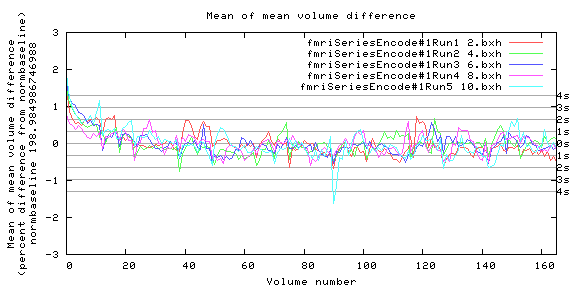 Mean of mean volume difference
fmriSeriesEncode#1Run1 2.bxh
fmriSeriesEncode#1Run2 4.bxh
fmriSeriesEncode#1Run3 6.bxh
fmriSeriesEncode#1Run4 8.bxh
fmriSeriesEncode#1Run5 10.bxh
Mean of mean volume difference
(percent difference from normbaseline)
normbaseline 198.984986746988
3
2
1
0
-1
-2
-3
4s
3s
2s
1s
0s
1s
2s
3s
4s
0 20 40 60 80 100 120 140 160
Volume number